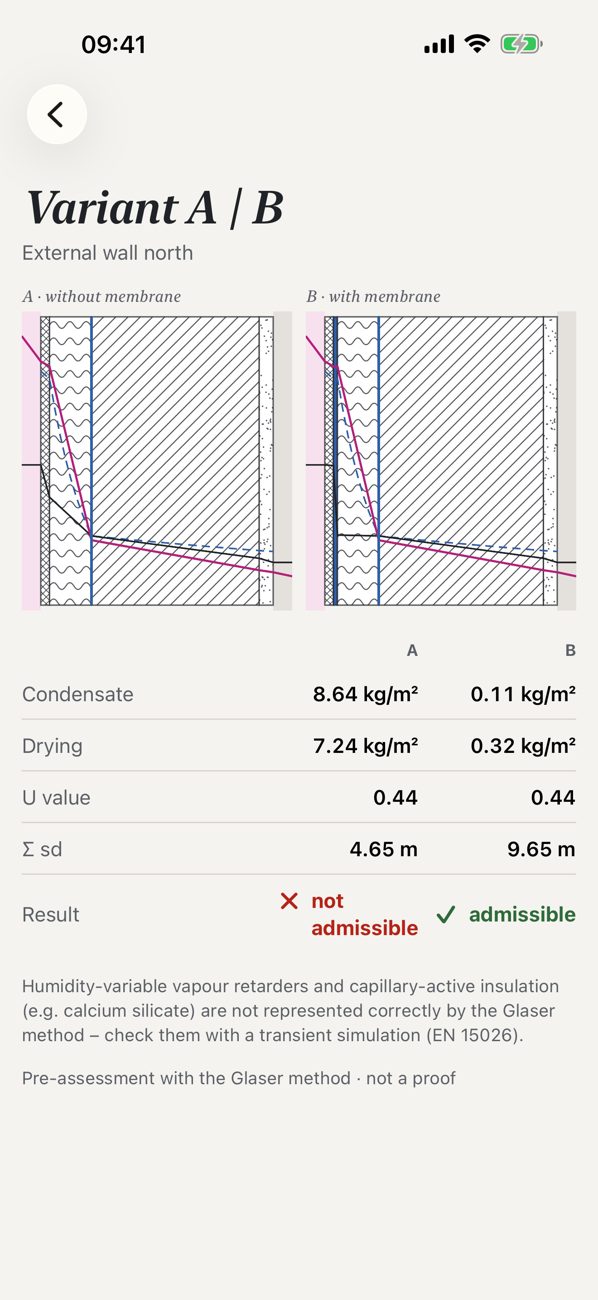 09:41
Variant A / B
External wall north
A · without membrane
B · with membrane
A B
Condensate 8.64 kg/m² 0.11 kg/m²
Drying 7.24 kg/m² 0.32 kg/m²
U value 0.44 0.44
Σ sd 4.65 m 9.65 m
Result not admissible admissible
Humidity-variable vapour retarders and capillary-active insulation
(e.g. calcium silicate) are not represented correctly by the Glaser
method – check them with a transient simulation (EN 15026).
Pre-assessment with the Glaser method · not a proof